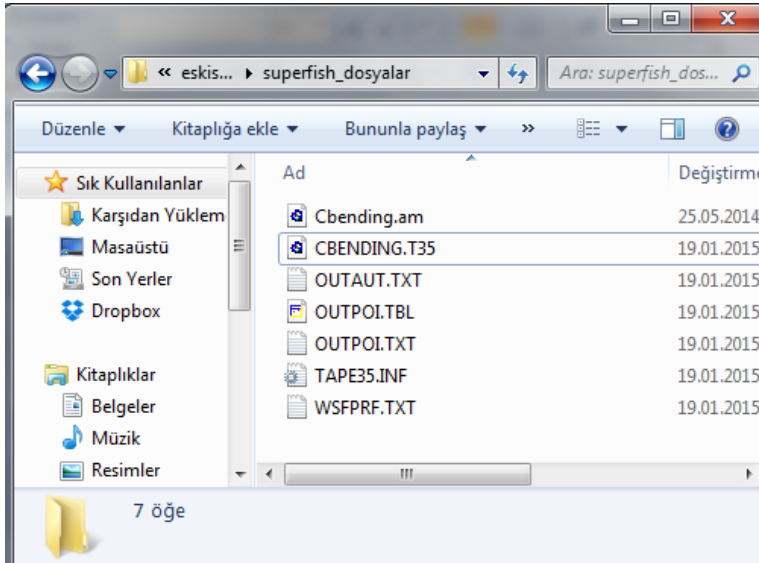 « eskis... ▸ superfish_dosyalar
Ara: superfish_dos...
Düzenle ▾ Kitaplığa ekle ▾ Bununla paylaş ▾ »
Sık Kullanılanlar
Karşıdan Yüklem
Masaüstü
Son Yerler
Dropbox
Kitaplıklar
Belgeler
Müzik
Resimler
Ad Değiştirme
Cbending.am 25.05.2014
CBENDING.T35 19.01.2015
OUTAUT.TXT 19.01.2015
OUTPOI.TBL 19.01.2015
OUTPOI.TXT 19.01.2015
TAPE35.INF 19.01.2015
WSFPRF.TXT 19.01.2015
7 öğe